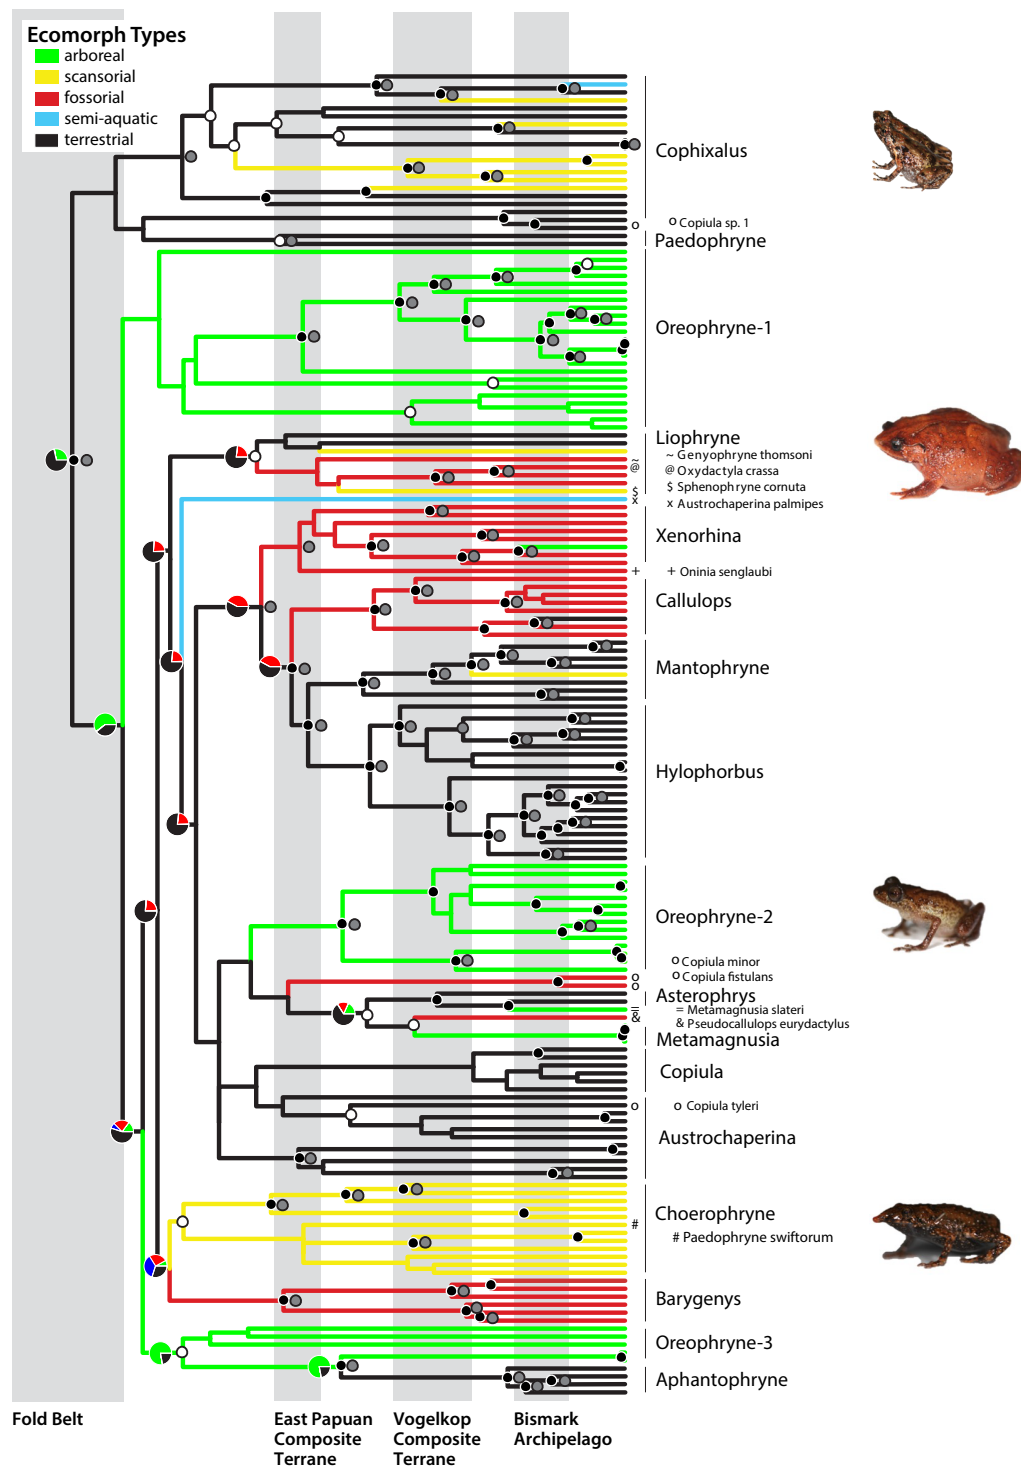 Ecomorph Types
arboreal
scansorial
fossorial
semi-aquatic
terrestrial
Cophixalus
o
o Copiula sp. 1
Paedophryne
Oreophryne-1
Liophryne
~
~ Genyophryne thomsoni
@
@ Oxydactyla crassa
$
$ Sphenophryne cornuta
x
x Austrochaperina palmipes
Xenorhina
+
+ Oninia senglaubi
Callulops
Mantophryne
Hylophorbus
Oreophryne-2
o Copiula minor
o
o Copiula fistulans
o
Asterophrys
=
= Metamagnusia slateri
&
& Pseudocallulops eurydactylus
Metamagnusia
Copiula
o
o Copiula tyleri
Austrochaperina
Choerophryne
#
# Paedophryne swiftorum
Barygenys
Oreophryne-3
Aphantophryne
Fold Belt
East Papuan
Composite
Terrane
Vogelkop
Composite
Terrane
Bismark
Archipelago